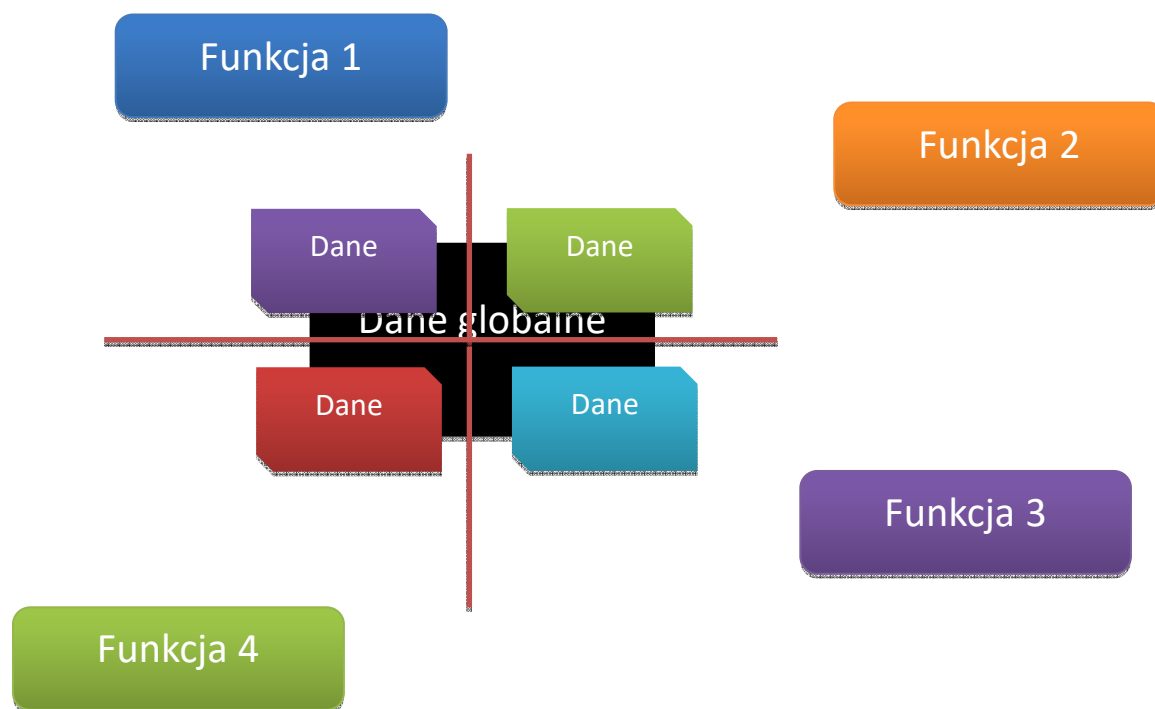 Funkcja 1
Funkcja 2
Dane
Dane
Dane globalne
Dane
Dane
Funkcja 3
Funkcja 4